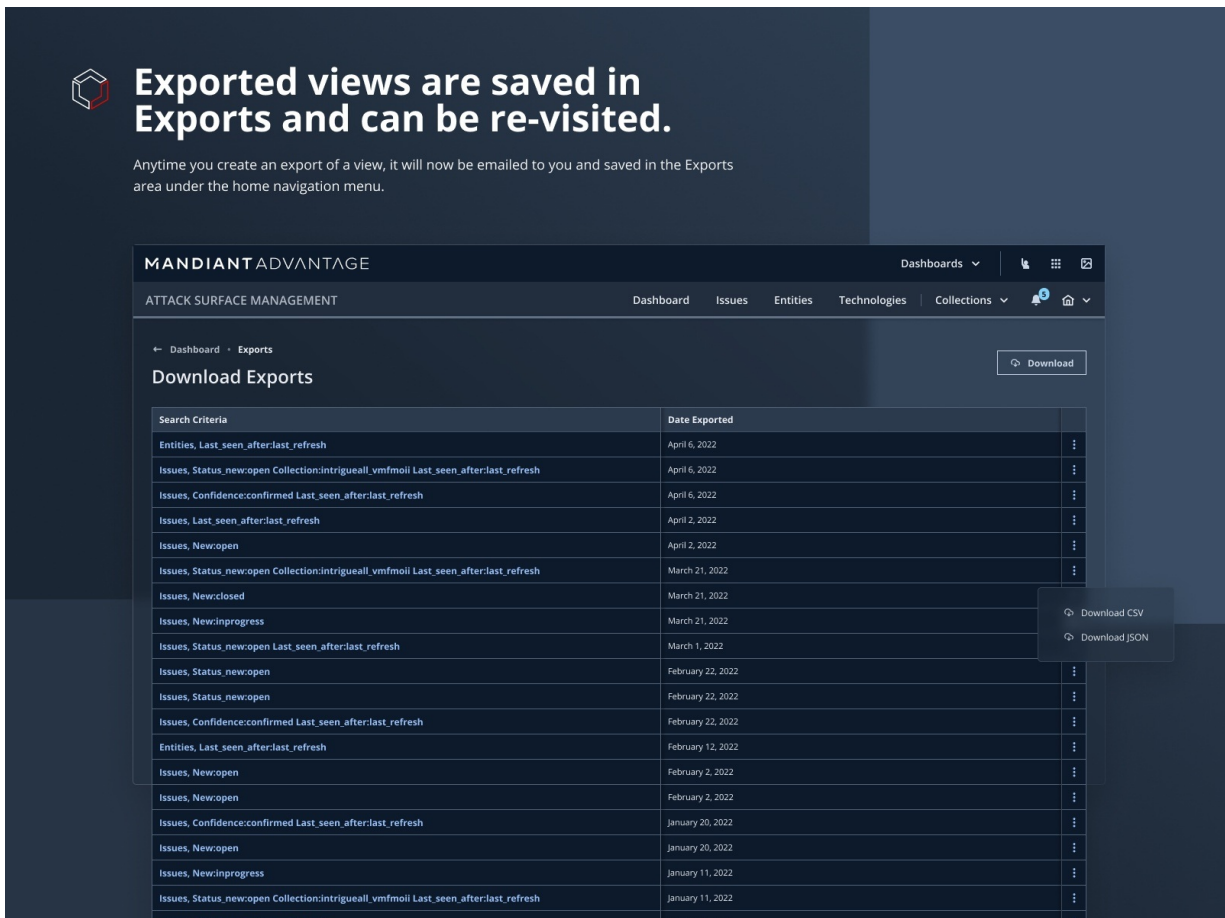 Exported views are saved in
Exports and can be re-visited.
Anytime you create an export of a view, it will now be emailed to you and saved in the Exports
area under the home navigation menu.
MANDIANT ADVANTAGE
Dashboards
ATTACK SURFACE MANAGEMENT
Dashboard Issues Entities Technologies Collections 5
← Dashboard • Exports
Download
Download Exports
Search Criteria Date Exported
Entities, Last_seen_after:last_refresh April 6, 2022
Issues, Status_new:open Collection:intrigueall_vmfmoii Last_seen_after:last_refresh April 6, 2022
Issues, Confidence:confirmed Last_seen_after:last_refresh April 6, 2022
Issues, Last_seen_after:last_refresh April 2, 2022
Issues, New:open April 2, 2022
Issues, Status_new:open Collection:intrigueall_vmfmoii Last_seen_after:last_refresh March 21, 2022
Issues, New:closed March 21, 2022
Download CSV
Issues, New:inprogress March 21, 2022
Download JSON
Issues, Status_new:open Last_seen_after:last_refresh March 1, 2022
Issues, Status_new:open February 22, 2022
Issues, Status_new:open February 22, 2022
Issues, Confidence:confirmed Last_seen_after:last_refresh February 22, 2022
Entities, Last_seen_after:last_refresh February 12, 2022
Issues, New:open February 2, 2022
Issues, New:open February 2, 2022
Issues, Confidence:confirmed Last_seen_after:last_refresh January 20, 2022
Issues, New:open January 20, 2022
Issues, New:inprogress January 11, 2022
Issues, Status_new:open Collection:intrigueall_vmfmoii Last_seen_after:last_refresh January 11, 2022